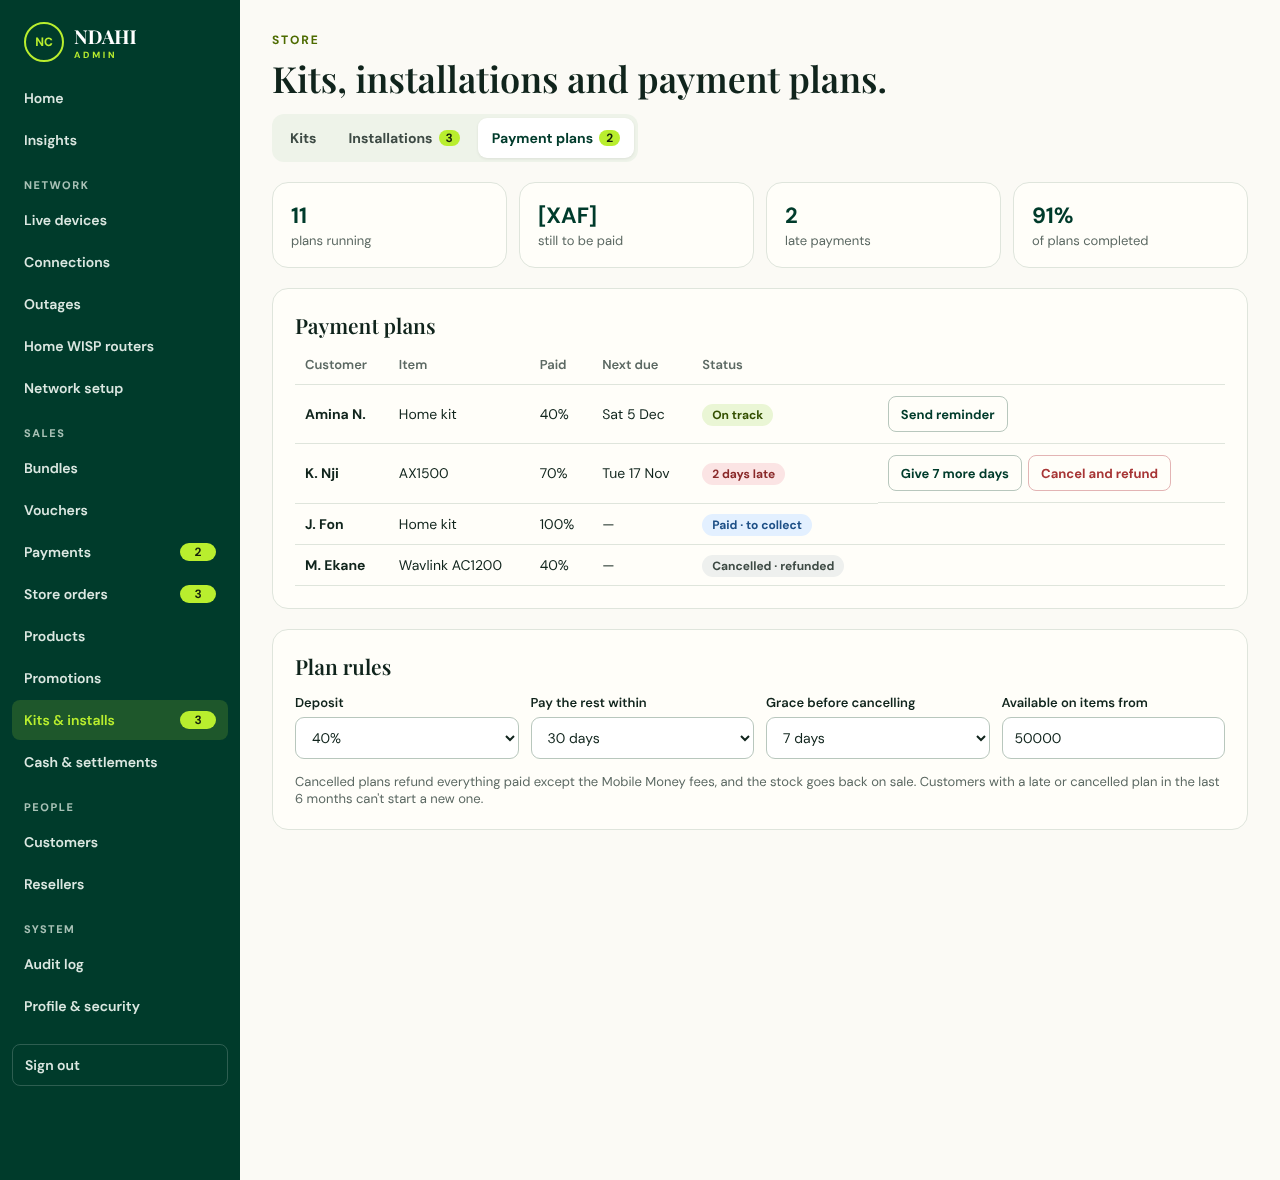 NC
NDAHI
ADMIN
Home
Insights
NETWORK
Live devices
Connections
Outages
Home WISP routers
Network setup
SALES
Bundles
Vouchers
Payments 2
Store orders 3
Products
Promotions
Kits & installs 3
Cash & settlements
PEOPLE
Customers
Resellers
SYSTEM
Audit log
Profile & security
Sign out
STORE
Kits, installations and payment plans.
Kits Installations 3 Payment plans 2
11 [XAF] 2 91%
plans running still to be paid late payments of plans completed
Payment plans
Customer Item Paid Next due Status
Amina N. Home kit 40% Sat 5 Dec On track Send reminder
K. Nji AX1500 70% Tue 17 Nov 2 days late Give 7 more days Cancel and refund
J. Fon Home kit 100% — Paid · to collect
M. Ekane Wavlink AC1200 40% — Cancelled · refunded
Plan rules
Deposit Pay the rest within Grace before cancelling Available on items from
40% 30 days 7 days 50000
Cancelled plans refund everything paid except the Mobile Money fees, and the stock goes back on sale. Customers with a late or cancelled plan in the last
6 months can't start a new one.